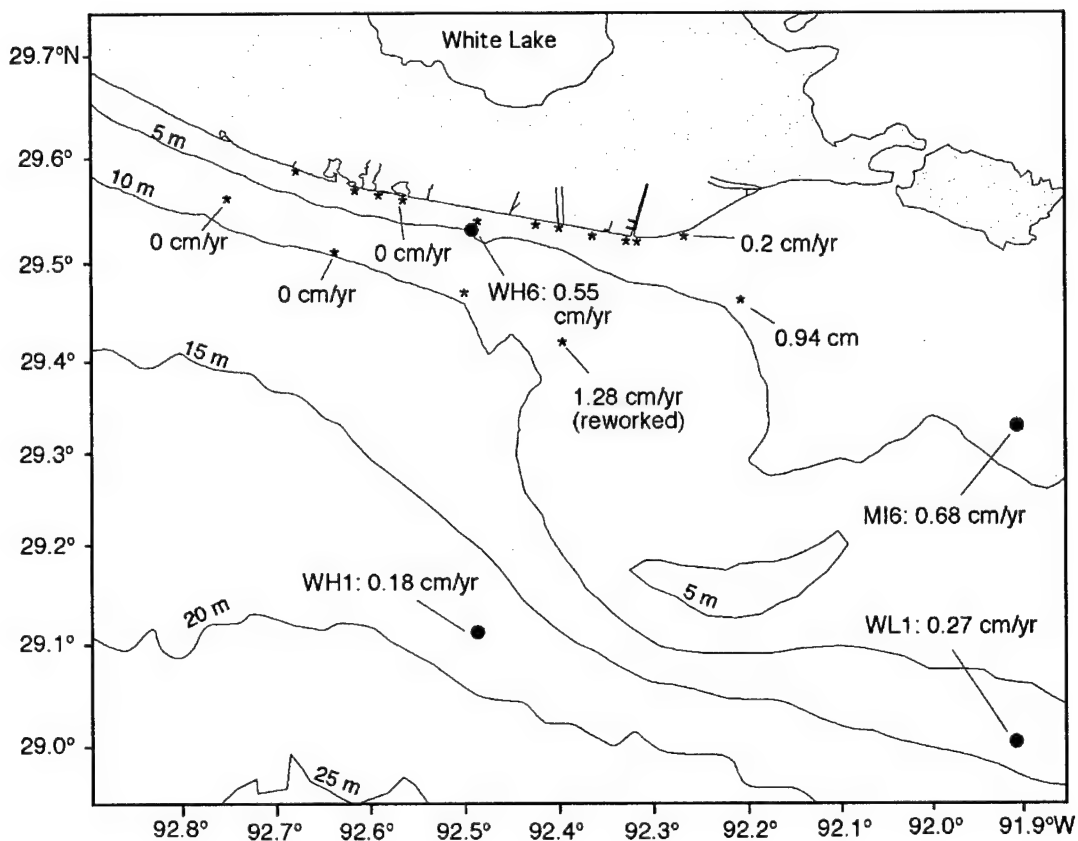 White Lake
29.7°N
5 m
29.6°
10 m
0 cm/yr
0 cm/yr
0.2 cm/yr
29.5°
0 cm/yr
WH6: 0.55
cm/yr
0.94 cm
15 m
29.4°
1.28 cm/yr
(reworked)
29.3°
MI6: 0.68 cm/yr
29.2°
WH1: 0.18 cm/yr
5 m
20 m
WL1: 0.27 cm/yr
29.1°
29.0°
25 m
92.8° 92.7° 92.6° 92.5° 92.4° 92.3° 92.2° 92.1° 92.0° 91.9°W